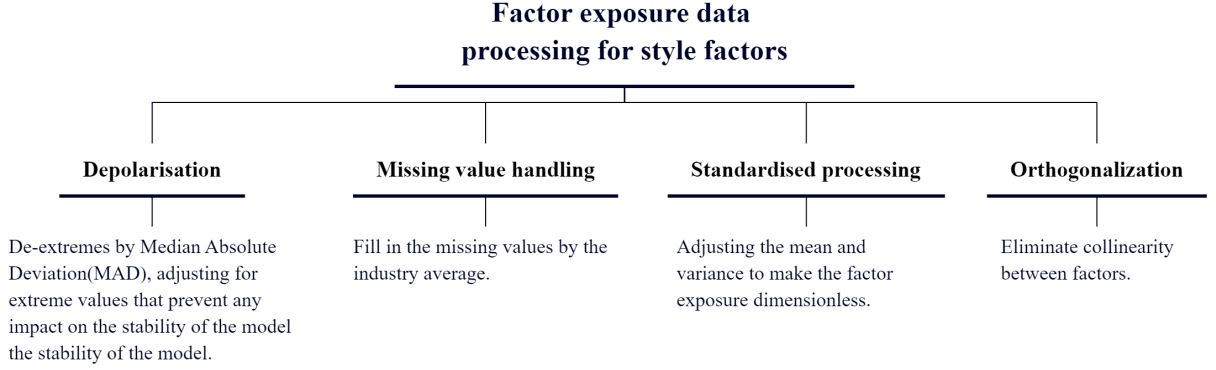 Factor exposure data
processing for style factors
Depolarisation
De-extremes by Median Absolute
Deviation(MAD), adjusting for
extreme values that prevent any
impact on the stability of the model
the stability of the model.
Missing value handling
Fill in the missing values by the
industry average.
Standardised processing
Adjusting the mean and
variance to make the factor
exposure dimensionless.
Orthogonalization
Eliminate collinearity
between factors.